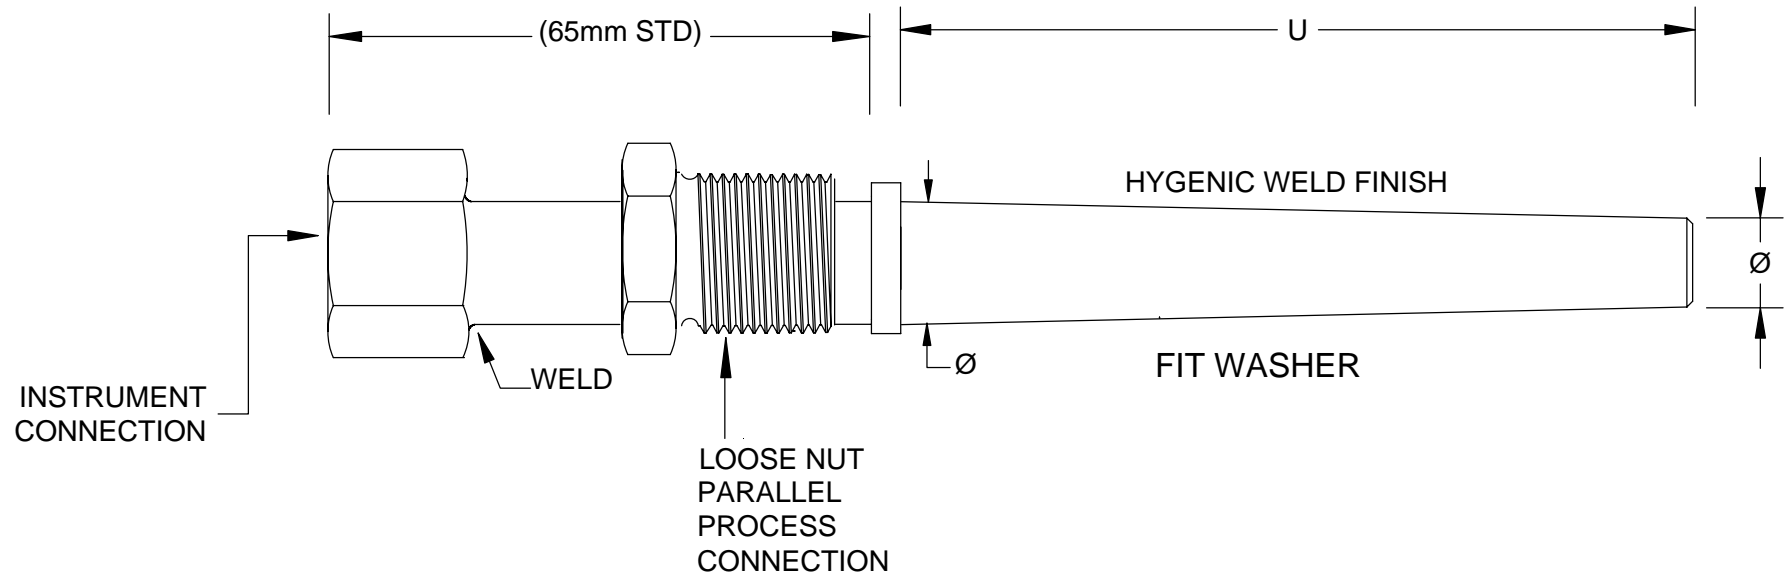 (65mm STD)
U
HYGENIC WELD FINISH
Ø
Ø
FIT WASHER
WELD
INSTRUMENT
CONNECTION
LOOSE NUT
PARALLEL
PROCESS
CONNECTION